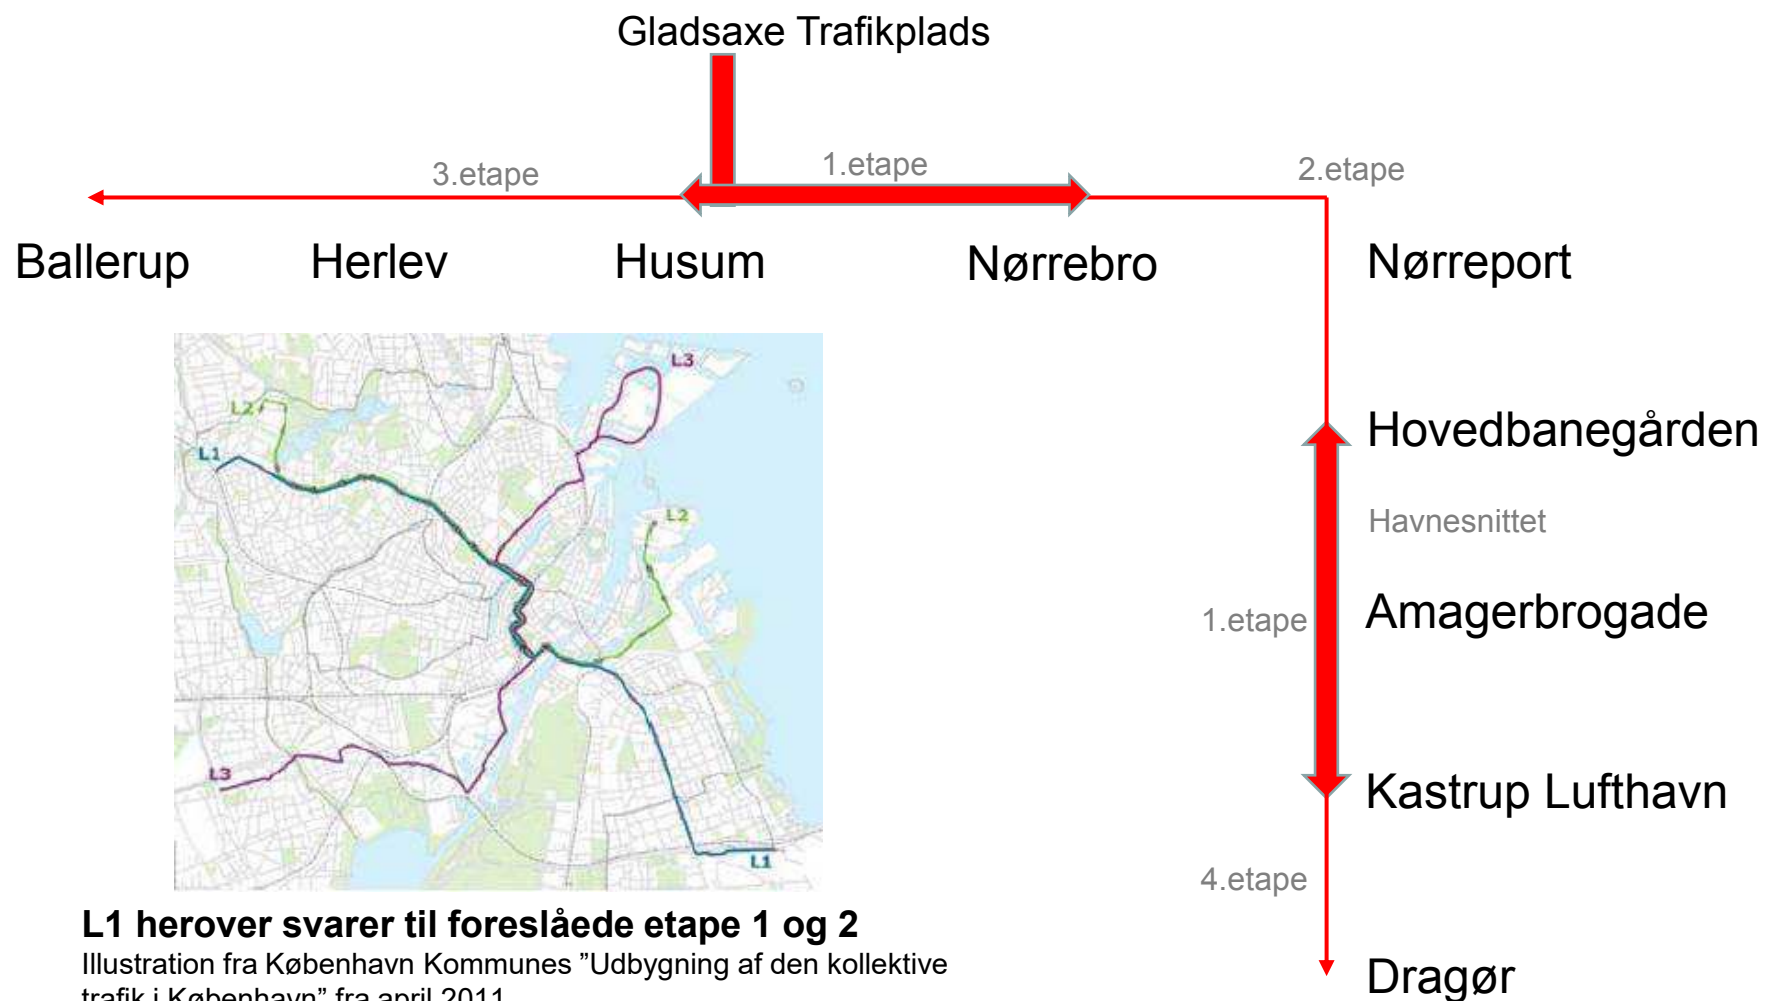 Gladsaxe Trafikplads
3.etape
1.etape
2.etape
Ballerup
Herlev
Husum
Nørrebro
Nørreport
L3
L2
L1
L2
L3
L1
Hovedbanegården
Havnesnittet
1.etape
Amagerbrogade
Kastrup Lufthavn
4.etape
Dragør
L1 herover svarer til foreslåede etape 1 og 2
Illustration fra København Kommunes ”Udbygning af den kollektive
trafik i København” fra april 2011